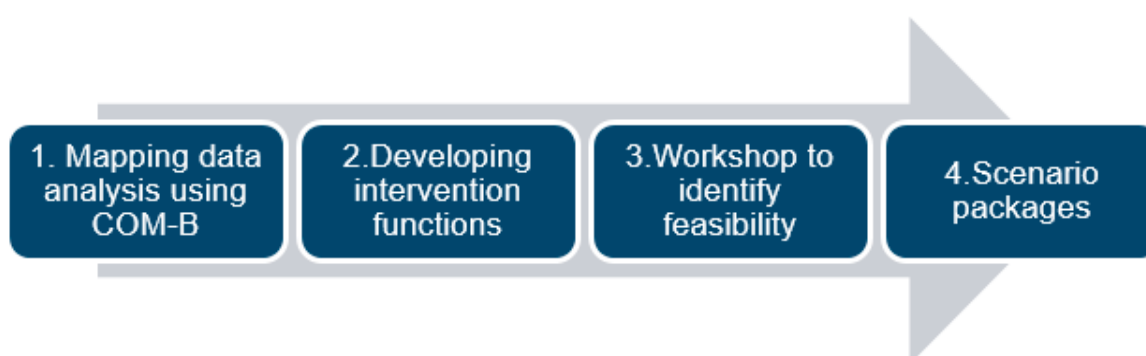 1. Mapping data
analysis using
COM-B
2.Developing
intervention
functions
3.Workshop to
identify
feasibility
4.Scenario
packages